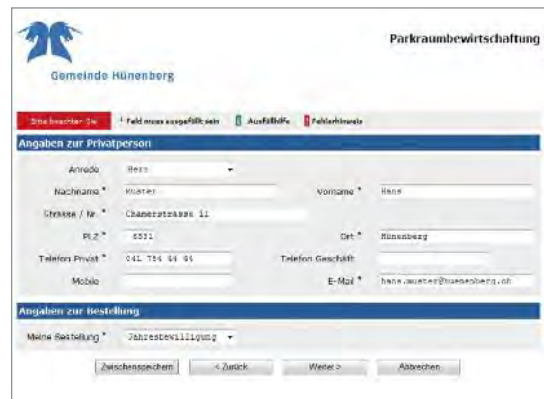 Parkraumbewirtschaftung
Gemeinde Hünenberg
Bitte beachten Sie * Feld muss ausgefüllt sein Ausfüllhilfe Fehlerhinweis
Angaben zur Privatperson
Anrede Herr
Nachname * Muster Vorname * Hans
Strasse / Nr. * Chamerstrasse 11
PLZ * 6331 Ort * Hünenberg
Telefon Privat * 041 784 44 44 Telefon Geschäft
Mobile E-Mail * hans.muster@huenenberg.ch
Angaben zur Bestellung
Meine Bestellung * Jahresbewilligung
Zwischenspeichern < Zurück Weiter > Abbrechen